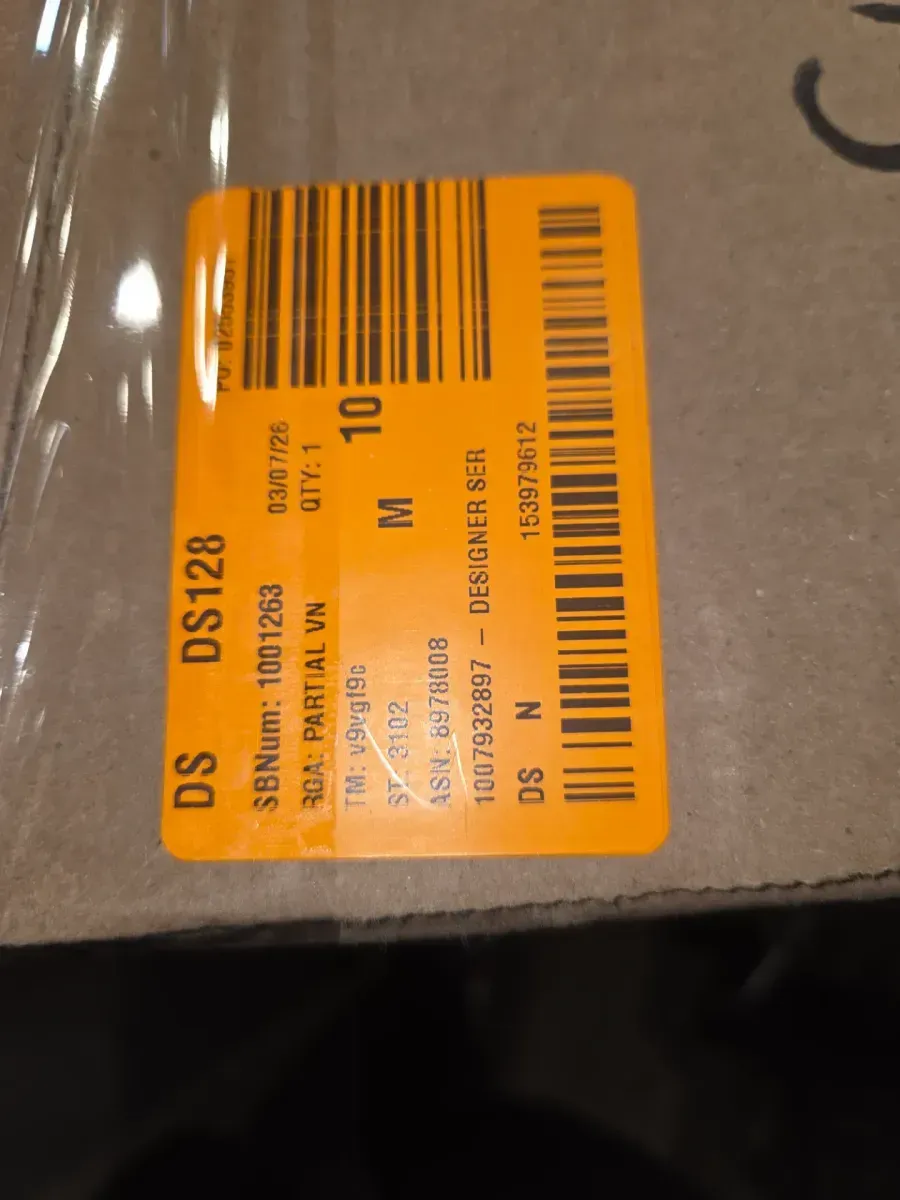 DS DS128
SBNum: 1001263 03/07/26
RGA: PARTIAL VN QTY: 1
TM: v9vgf9c 10
ST: 3102 M
ASN: 8978008
1007932897 – DESIGNER SER
DS N 153979612